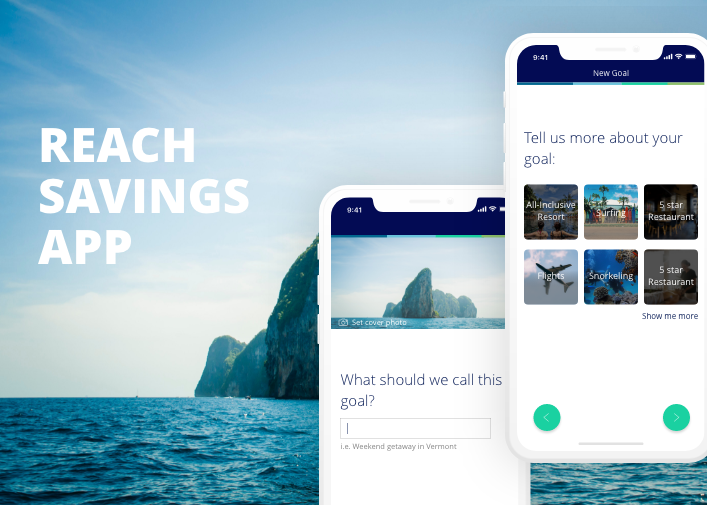 REACH
SAVINGS
APP
9:41
Set cover photo
What should we call this
goal?
i.e. Weekend getaway in Vermont
9:41
New Goal
Tell us more about your
goal:
All-Inclusive
Resort
Surfing
5 star
Restaurant
Flights
Snorkeling
5 star
Restaurant
Show me more